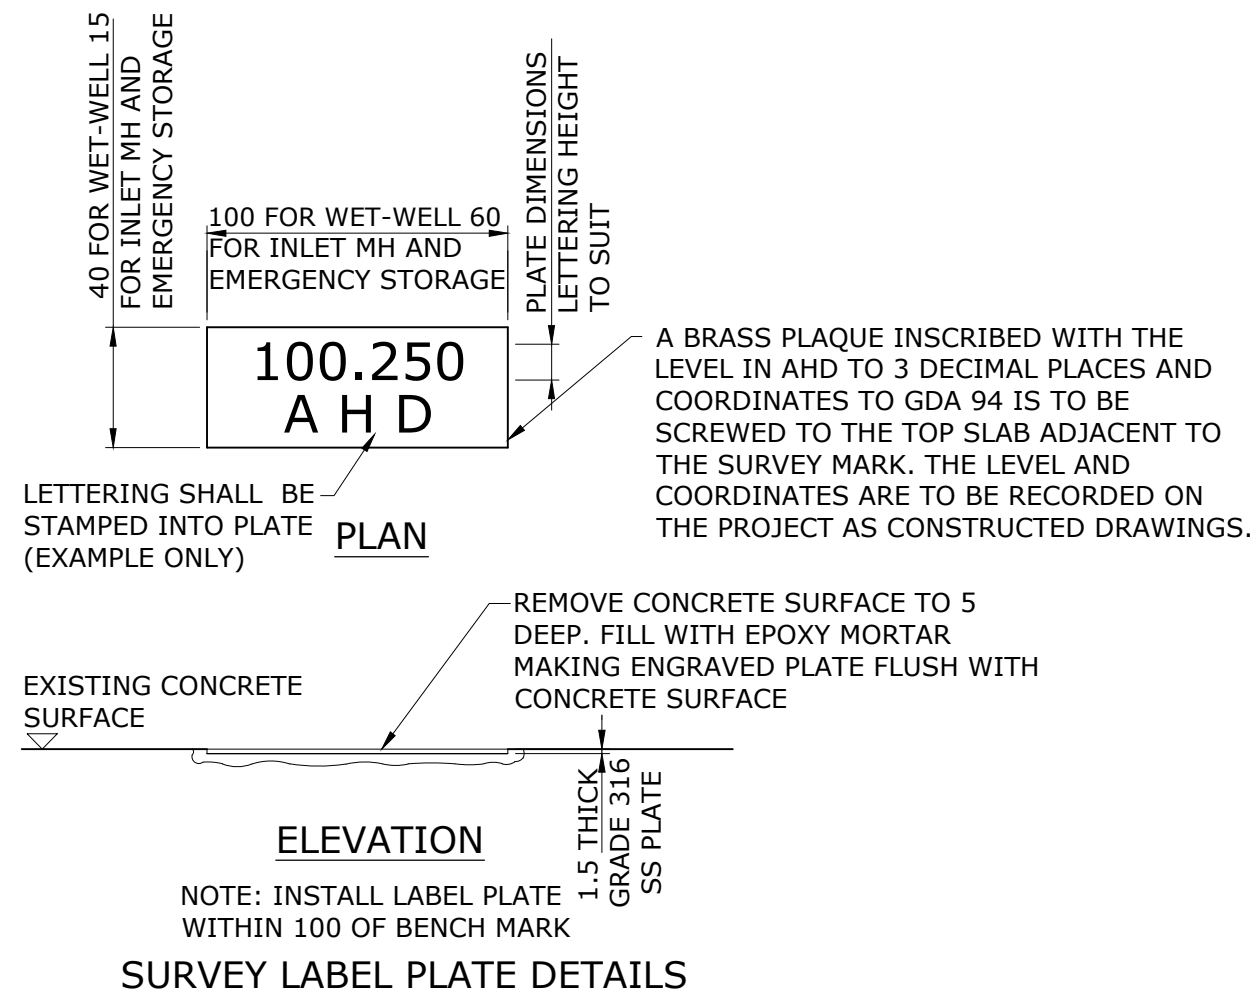 40 FOR WET-WELL 15
FOR INLET MH AND
EMERGENCY STORAGE
100 FOR WET-WELL 60
FOR INLET MH AND
EMERGENCY STORAGE
PLATE DIMENSIONS
LETTERING HEIGHT
TO SUIT
100.250
A H D
A BRASS PLAQUE INSCRIBED WITH THE
LEVEL IN AHD TO 3 DECIMAL PLACES AND
COORDINATES TO GDA 94 IS TO BE
SCREWED TO THE TOP SLAB ADJACENT TO
THE SURVEY MARK. THE LEVEL AND
COORDINATES ARE TO BE RECORDED ON
THE PROJECT AS CONSTRUCTED DRAWINGS.
LETTERING SHALL BE
STAMPED INTO PLATE
(EXAMPLE ONLY)
PLAN
REMOVE CONCRETE SURFACE TO 5
DEEP. FILL WITH EPOXY MORTAR
MAKING ENGRAVED PLATE FLUSH WITH
CONCRETE SURFACE
EXISTING CONCRETE
SURFACE
1.5 THICK
GRADE 316
SS PLATE
ELEVATION
NOTE: INSTALL LABEL PLATE
WITHIN 100 OF BENCH MARK
SURVEY LABEL PLATE DETAILS